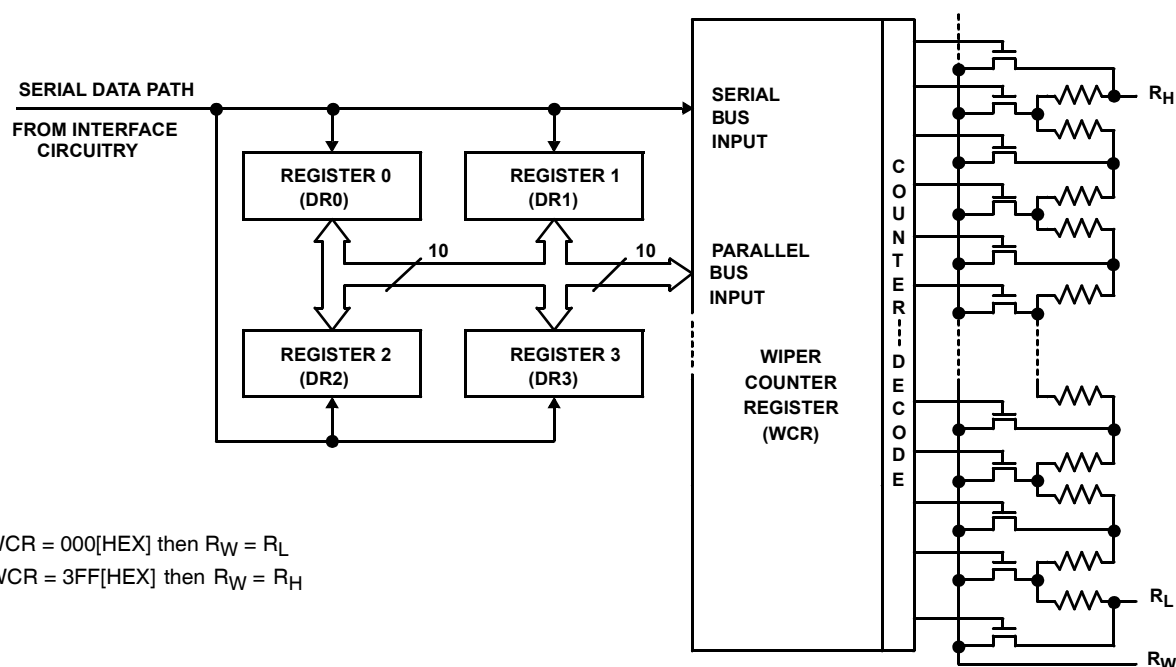 SERIAL DATA PATH
FROM INTERFACE
CIRCUITRY
REGISTER 0
(DR0)
REGISTER 1
(DR1)
10
10
REGISTER 2
(DR2)
REGISTER 3
(DR3)
SERIAL
BUS
INPUT
PARALLEL
BUS
INPUT
WIPER
COUNTER
REGISTER
(WCR)
C
O
U
N
T
E
R
D
E
C
O
D
E
RH
RL
RW
WCR = 000[HEX] then RW = RL
WCR = 3FF[HEX] then RW = RH